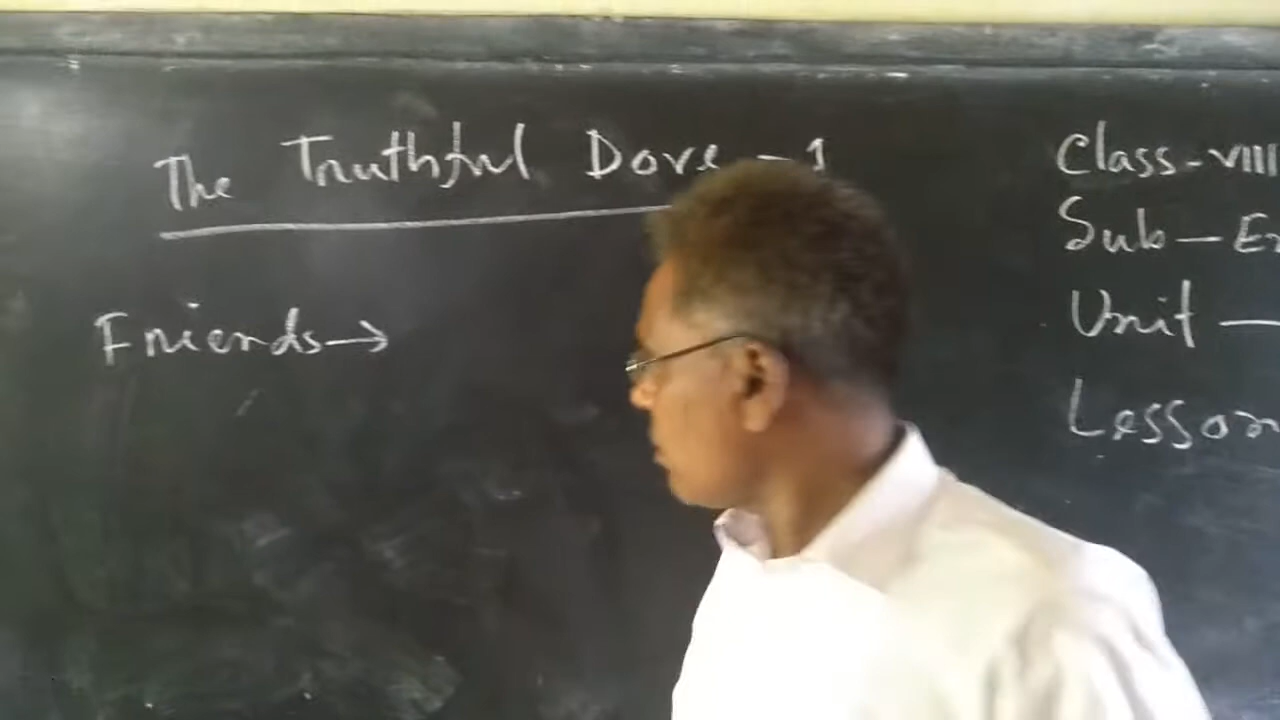 The Truthful Dove - 1
Friends→
Class-VIII
Sub-
Unit-
Lesson